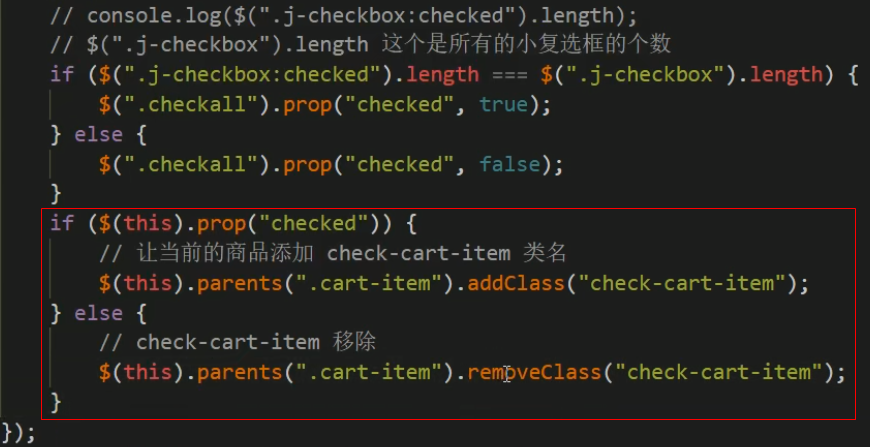 // console.log($(".j-checkbox:checked").length);
// $(".j-checkbox").length 这个是所有的小复选框的个数
if ($(".j-checkbox:checked").length === $(".j-checkbox").length) {
$(".checkall").prop("checked", true);
} else {
$(".checkall").prop("checked", false);
}
if ($(this).prop("checked")) {
// 让当前的商品添加 check-cart-item 类名
$(this).parents(".cart-item").addClass("check-cart-item");
} else {
// check-cart-item 移除
$(this).parents(".cart-item").removeClass("check-cart-item");
}
});